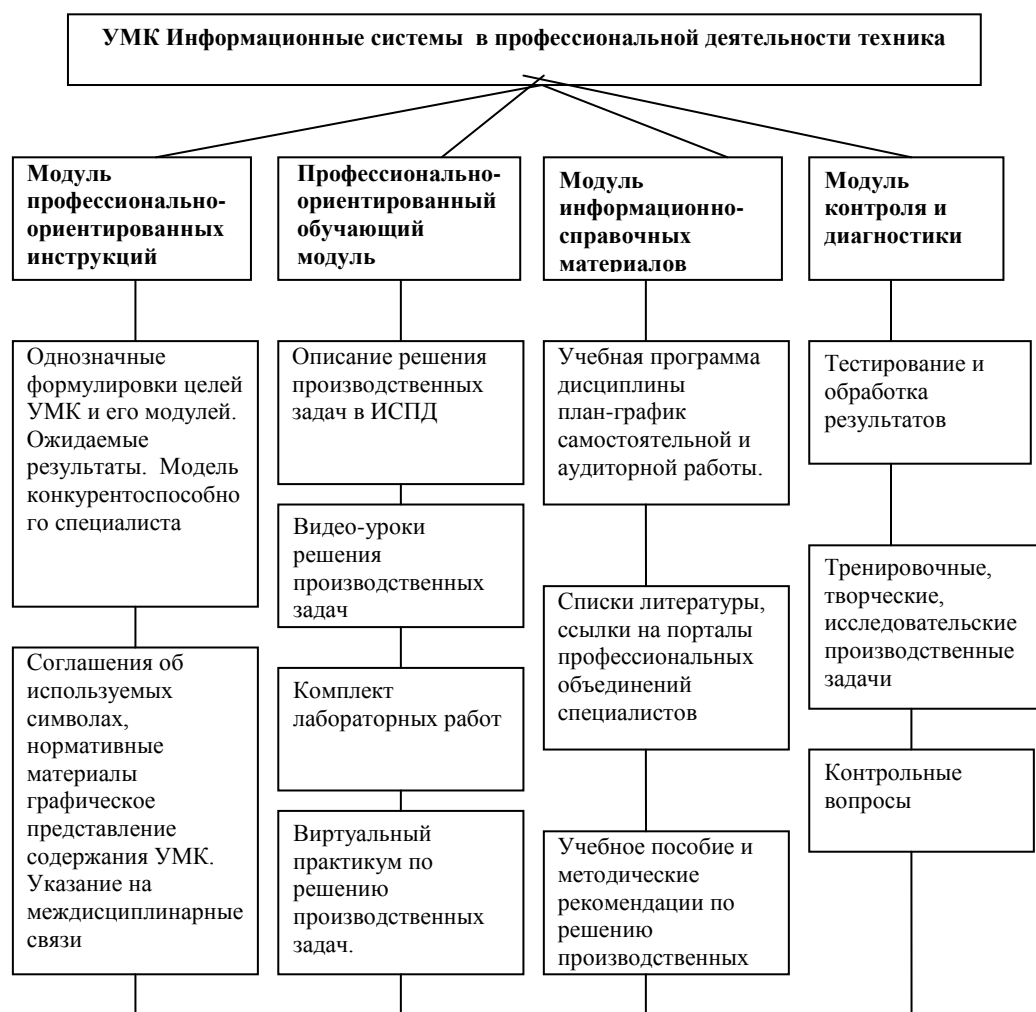 УМК Информационные системы в профессиональной деятельности техника
Модуль
профессионально-
ориентированных
инструкций
Профессионально-
ориентированный
обучающий
модуль
Модуль
информационно-
справочных
материалов
Модуль
контроля и
диагностики
Однозначные
формулировки целей
УМК и его модулей.
Ожидаемые
результаты. Модель
конкурентоспособно
го специалиста
Соглашения об
используемых
символах,
нормативные
материалы
графическое
представление
содержания УМК.
Указание на
междисциплинарные
связи
Описание решения
производственных
задач в ИСПД
Видео-уроки
решения
производственных
задач
Комплект
лабораторных работ
Виртуальный
практикум по
решению
производственных
задач.
Учебная программа
дисциплины
план-график
самостоятельной и
аудиторной работы.
Списки литературы,
ссылки на порталы
профессиональных
объединений
специалистов
Учебное пособие и
методические
рекомендации по
решению
производственных
Тестирование и
обработка
результатов
Тренировочные,
творческие,
исследовательские
производственные
задачи
Контрольные
вопросы